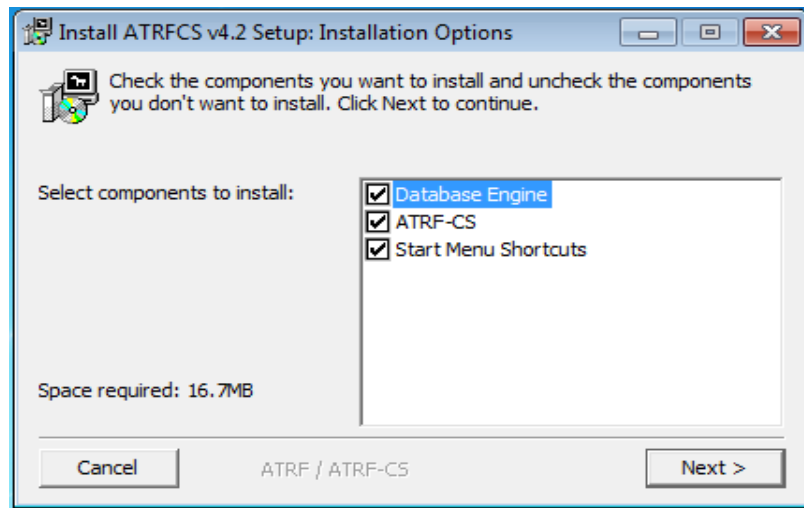 Install ATRFCS v4.2 Setup: Installation Options
Check the components you want to install and uncheck the components
you don't want to install. Click Next to continue.
Select components to install:
Database Engine
ATRF-CS
Start Menu Shortcuts
Space required: 16.7MB
Cancel
ATRF / ATRF-CS
Next >